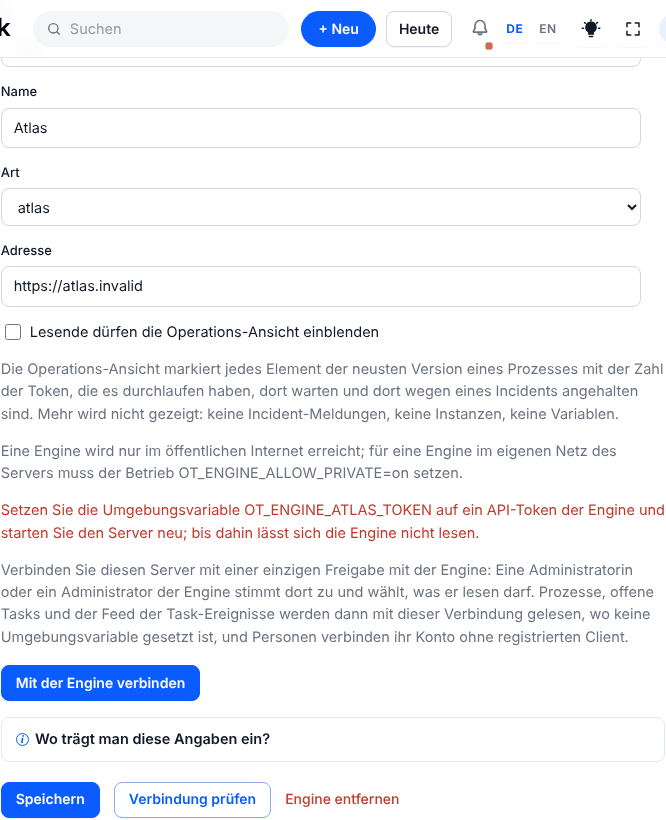 k
Suchen
+ Neu
Heute
DE
EN
Name
Atlas
Art
atlas
Adresse
https://atlas.invalid
Lesende dürfen die Operations-Ansicht einblenden
Die Operations-Ansicht markiert jedes Element der neusten Version eines Prozesses mit der Zahl
der Token, die es durchlaufen haben, dort warten und dort wegen eines Incidents angehalten
sind. Mehr wird nicht gezeigt: keine Incident-Meldungen, keine Instanzen, keine Variablen.
Eine Engine wird nur im öffentlichen Internet erreicht; für eine Engine im eigenen Netz des
Servers muss der Betrieb OT_ENGINE_ALLOW_PRIVATE=on setzen.
Setzen Sie die Umgebungsvariable OT_ENGINE_ATLAS_TOKEN auf ein API-Token der Engine und
starten Sie den Server neu; bis dahin lässt sich die Engine nicht lesen.
Verbinden Sie diesen Server mit einer einzigen Freigabe mit der Engine: Eine Administratorin
oder ein Administrator der Engine stimmt dort zu und wählt, was er lesen darf. Prozesse, offene
Tasks und der Feed der Task-Ereignisse werden dann mit dieser Verbindung gelesen, wo keine
Umgebungsvariable gesetzt ist, und Personen verbinden ihr Konto ohne registrierten Client.
Mit der Engine verbinden
Wo trägt man diese Angaben ein?
Speichern
Verbindung prüfen
Engine entfernen